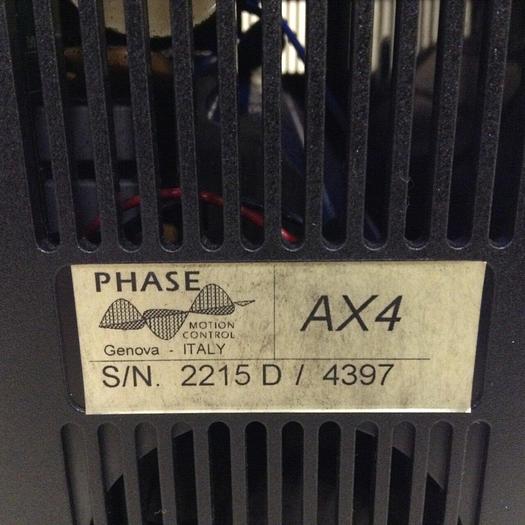 PHASE
MOTION
CONTROL
Genova - ITALY
AX4
S/N. 2215 D / 4397